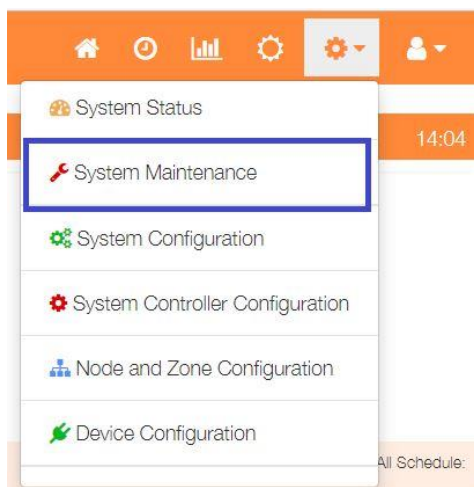 System Status
14:04
System Maintenance
System Configuration
System Controller Configuration
Node and Zone Configuration
Device Configuration
All Schedule: